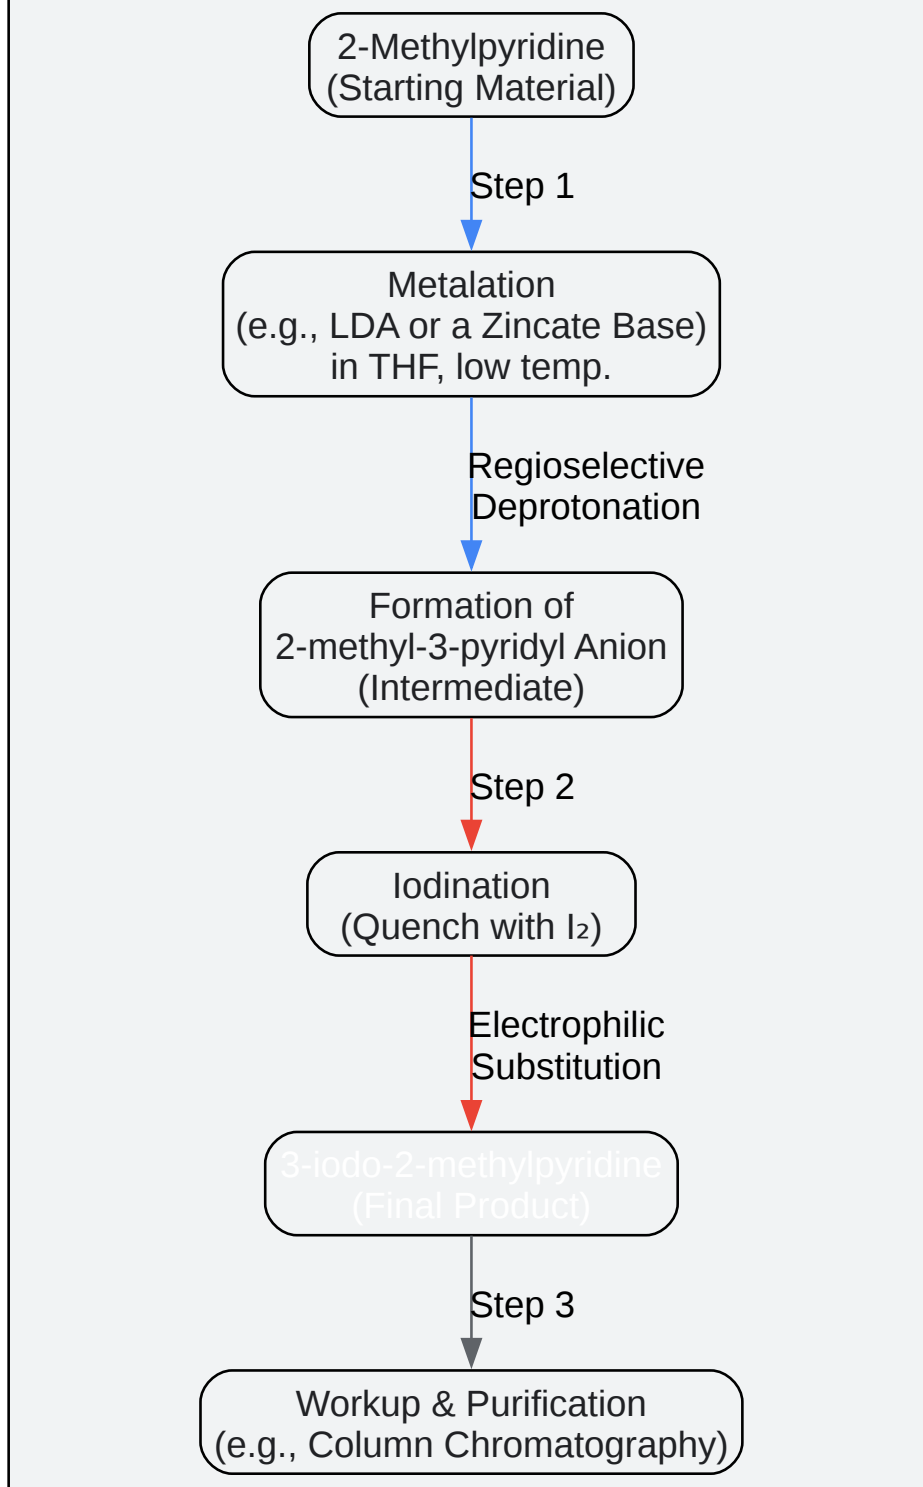 2-Methylpyridine
(Starting Material)
Step 1
Metalation
(e.g., LDA or a Zincate Base)
in THF, low temp.
Regioselective
Deprotonation
Formation of
2-methyl-3-pyridyl Anion
(Intermediate)
Step 2
Iodination
(Quench with I₂)
Electrophilic
Substitution
3-iodo-2-methylpyridine
(Final Product)
Step 3
Workup & Purification
(e.g., Column Chromatography)